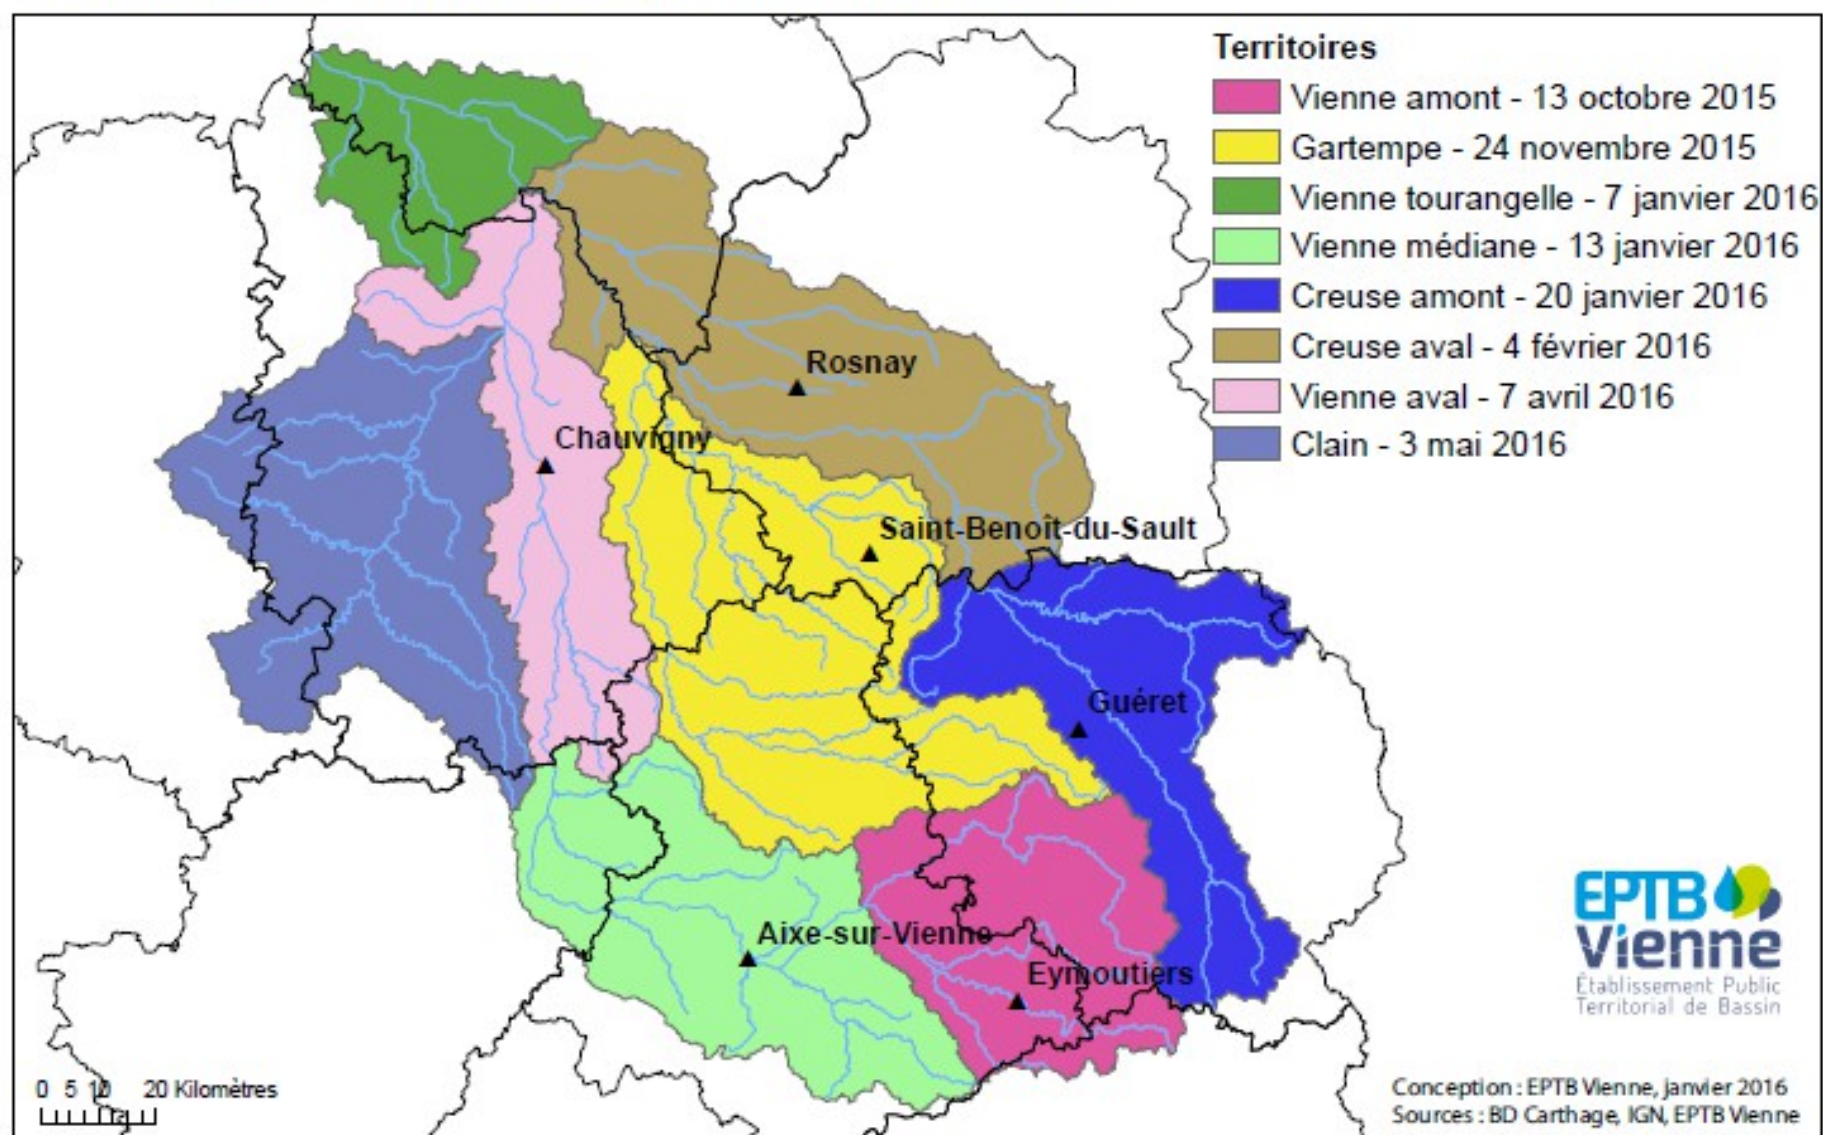 Territoires
Vienne amont - 13 octobre 2015
Gartempe - 24 novembre 2015
Vienne tourangelle - 7 janvier 2016
Vienne médiane - 13 janvier 2016
Creuse amont - 20 janvier 2016
Creuse aval - 4 février 2016
Vienne aval - 7 avril 2016
Clain - 3 mai 2016
Rosnay
Chauvigny
Saint-Benoît-du-Sault
Guéret
Aixe-sur-Vienne
Eymoutiers
EPTB
Vienne
Établissement Public
Territorial de Bassin
0 5 10 20 Kilomètres
Conception : EPTB Vienne, janvier 2016
Sources : BD Carthage, IGN, EPTB Vienne